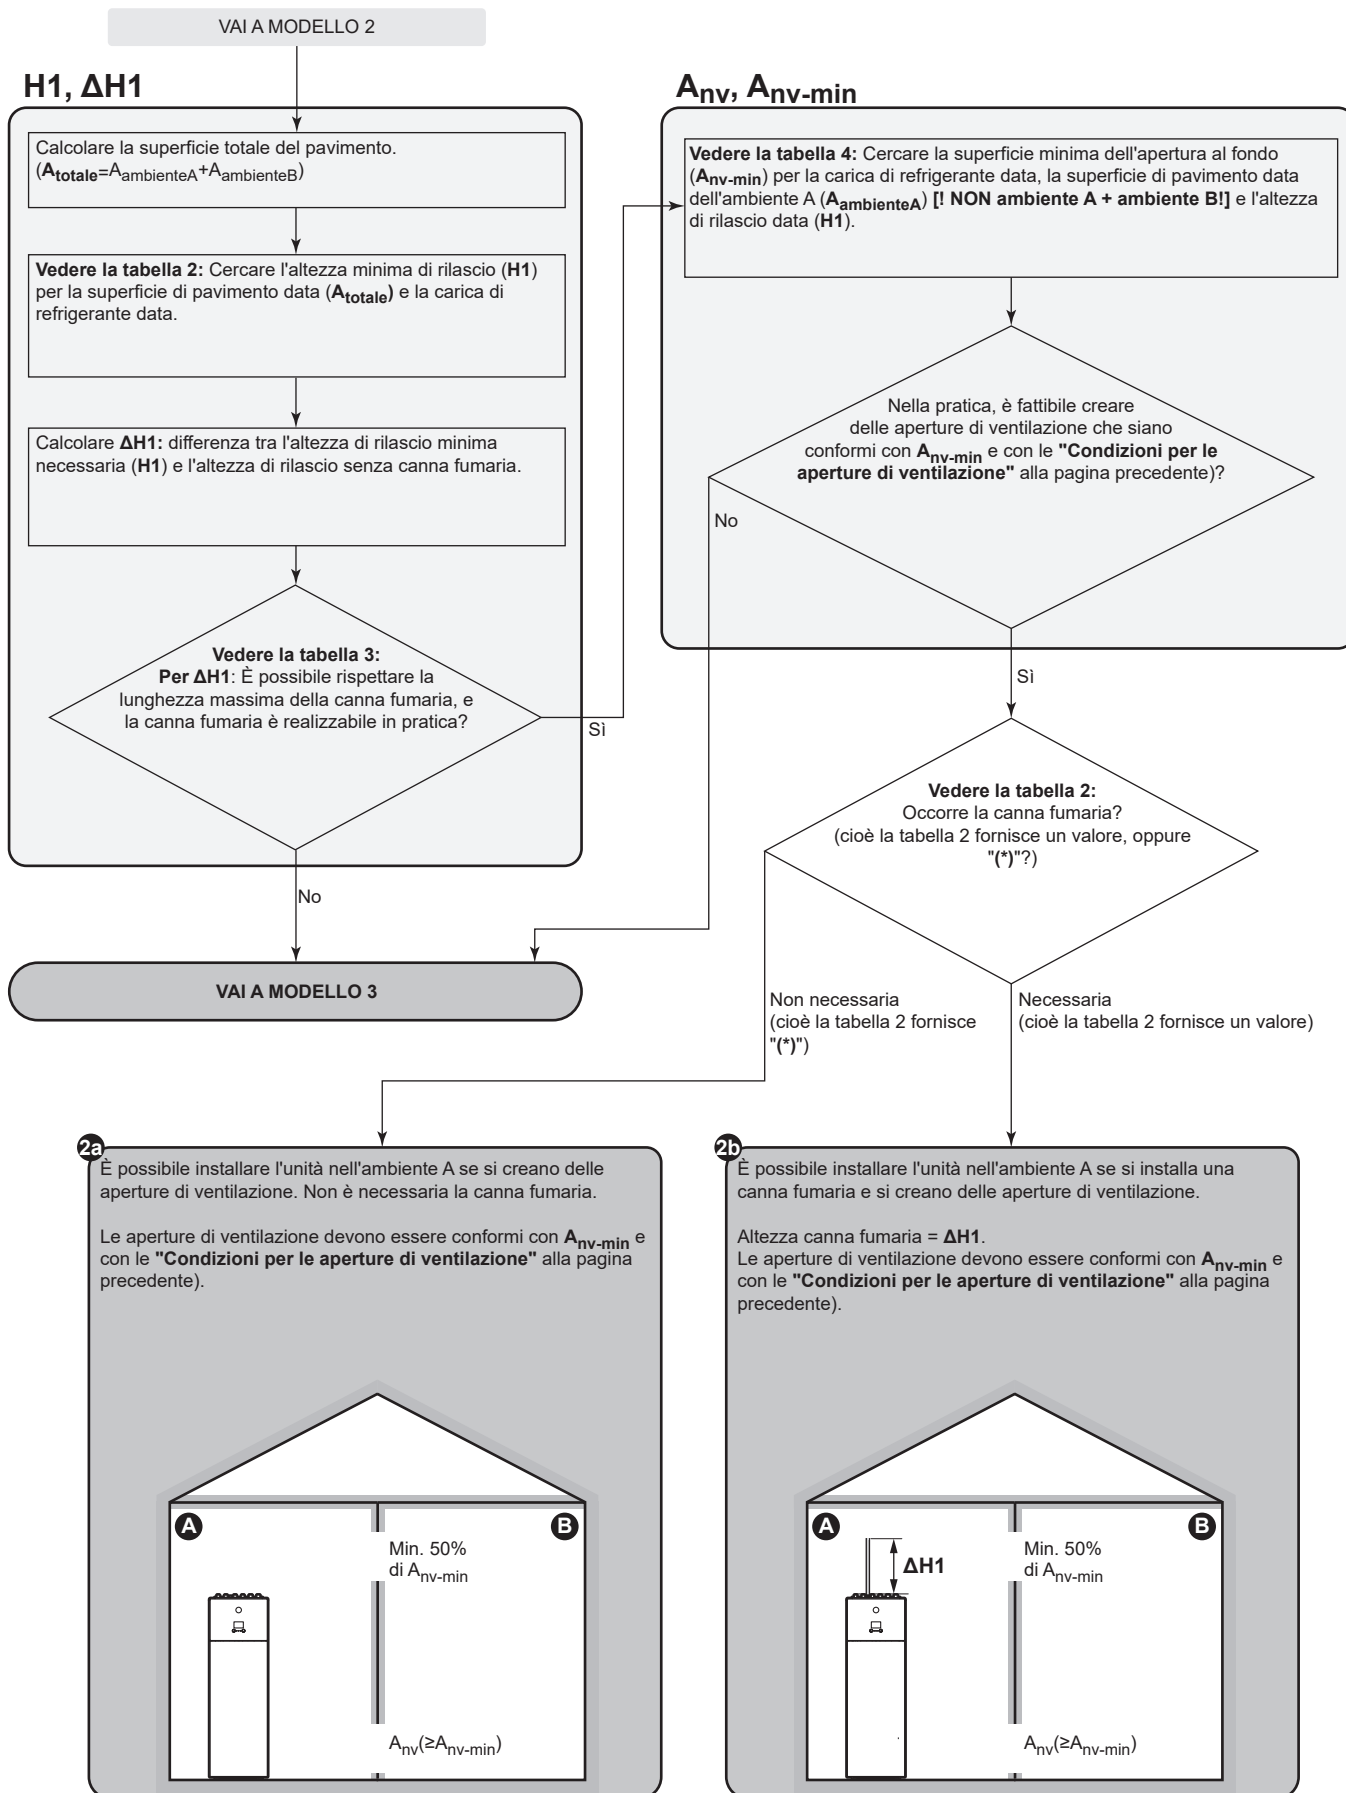 VAI A MODELLO 2
H1, ΔH1
Calcolare la superficie totale del pavimento.
(Atotale=AambienteA+AambienteB)
Vedere la tabella 2: Cercare l'altezza minima di rilascio (H1)
per la superficie di pavimento data (Atotale) e la carica di
refrigerante data.
Calcolare ΔH1: differenza tra l'altezza di rilascio minima
necessaria (H1) e l'altezza di rilascio senza canna fumaria.
Vedere la tabella 3:
Per ΔH1: È possibile rispettare la
lunghezza massima della canna fumaria, e
la canna fumaria è realizzabile in pratica?
Sì
No
VAI A MODELLO 3
Anv, Anv-min
Vedere la tabella 4: Cercare la superficie minima dell'apertura al fondo
(Anv-min) per la carica di refrigerante data, la superficie di pavimento data
dell'ambiente A (AambienteA) [! NON ambiente A + ambiente B!] e l'altezza
di rilascio data (H1).
Nella pratica, è fattibile creare
delle aperture di ventilazione che siano
conformi con Anv-min e con le "Condizioni per le
aperture di ventilazione" alla pagina precedente)?
No
Sì
Vedere la tabella 2:
Occorre la canna fumaria?
(cioè la tabella 2 fornisce un valore, oppure
"(*)"?)
Non necessaria
(cioè la tabella 2 fornisce
"(*)")
Necessaria
(cioè la tabella 2 fornisce un valore)
2a
È possibile installare l'unità nell'ambiente A se si creano delle
aperture di ventilazione. Non è necessaria la canna fumaria.
Le aperture di ventilazione devono essere conformi con Anv-min e
con le "Condizioni per le aperture di ventilazione" alla pagina
precedente).
A
B
Min. 50%
di Anv-min
Anv(≥Anv-min)
2b
È possibile installare l'unità nell'ambiente A se si installa una
canna fumaria e si creano delle aperture di ventilazione.
Altezza canna fumaria = ΔH1.
Le aperture di ventilazione devono essere conformi con Anv-min e
con le "Condizioni per le aperture di ventilazione" alla pagina
precedente).
A
B
ΔH1
Min. 50%
di Anv-min
Anv(≥Anv-min)